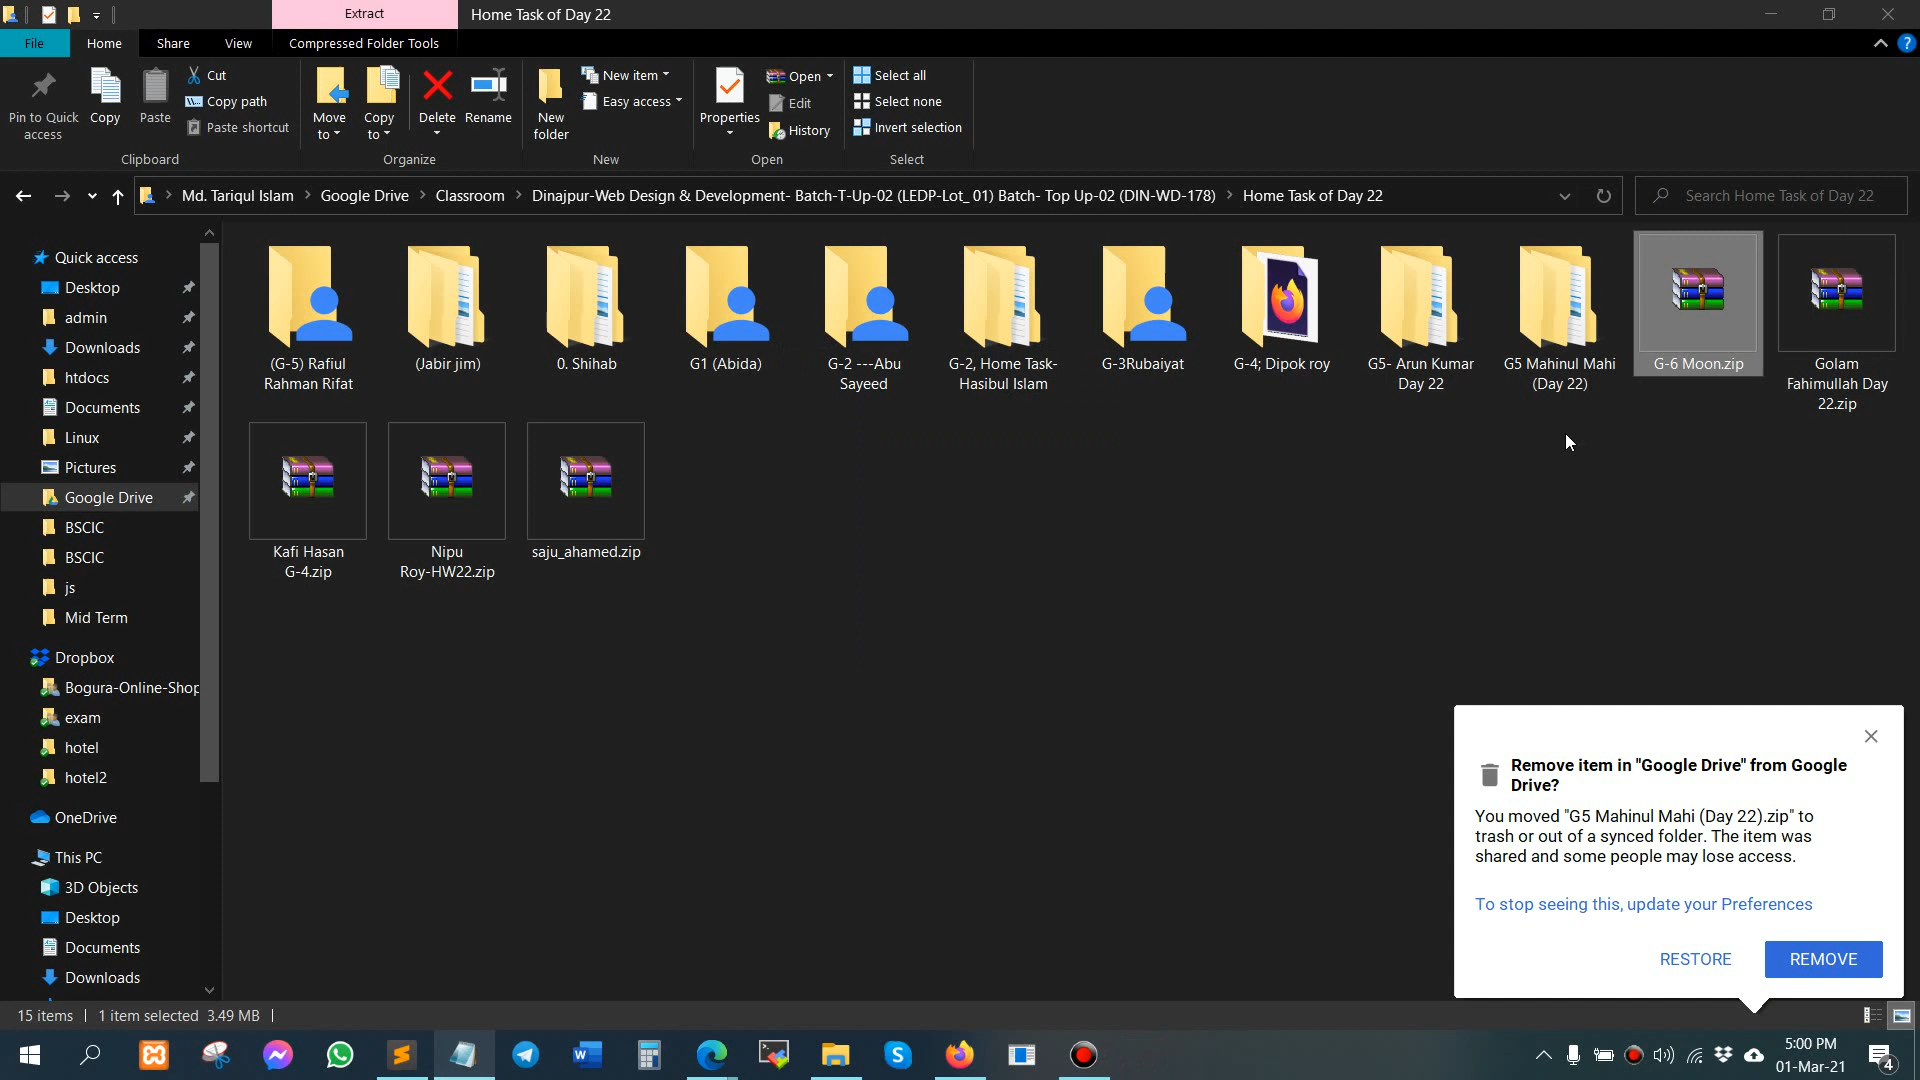 Extract
Home Task of Day 22
File
Home
Share
View
Compressed Folder Tools
Pin to Quick
access
Copy
Paste
Cut
Copy path
Paste shortcut
Move
to
Copy
to
Delete
Rename
New
folder
New item
Easy access
Properties
Open
Edit
History
Select all
Select none
Invert selection
Clipboard
Organize
New
Open
Select
Md. Tariqul Islam
Google Drive
Classroom
Dinajpur-Web Design & Development- Batch-T-Up-02 (LEDP-Lot_ 01) Batch- Top Up-02 (DIN-WD-178)
Home Task of Day 22
Search Home Task of Day 22
Quick access
Desktop
admin
Downloads
htdocs
Documents
Linux
Pictures
Google Drive
BSCIC
BSCIC
js
Mid Term
Dropbox
Bogura-Online-Shop
exam
hotel
hotel2
OneDrive
This PC
3D Objects
Desktop
Documents
Downloads
(G-5) Rafiul
Rahman Rifat
(Jabir jim)
0. Shihab
G1 (Abida)
G-2 ---Abu
Sayeed
G-2, Home Task-
Hasibul Islam
G-3Rubaiyat
G-4; Dipok roy
G5- Arun Kumar
Day 22
G5 Mahinul Mahi
(Day 22)
G-6 Moon.zip
Golam
Fahimullah Day
22.zip
Kafi Hasan
G-4.zip
Nipu
Roy-HW22.zip
saju_ahamed.zip
Remove item in "Google Drive" from Google
Drive?
You moved "G5 Mahinul Mahi (Day 22).zip" to
trash or out of a synced folder. The item was
shared and some people may lose access.
To stop seeing this, update your Preferences
RESTORE
REMOVE
15 items
1 item selected 3.49 MB
5:00 PM
01-Mar-21
4